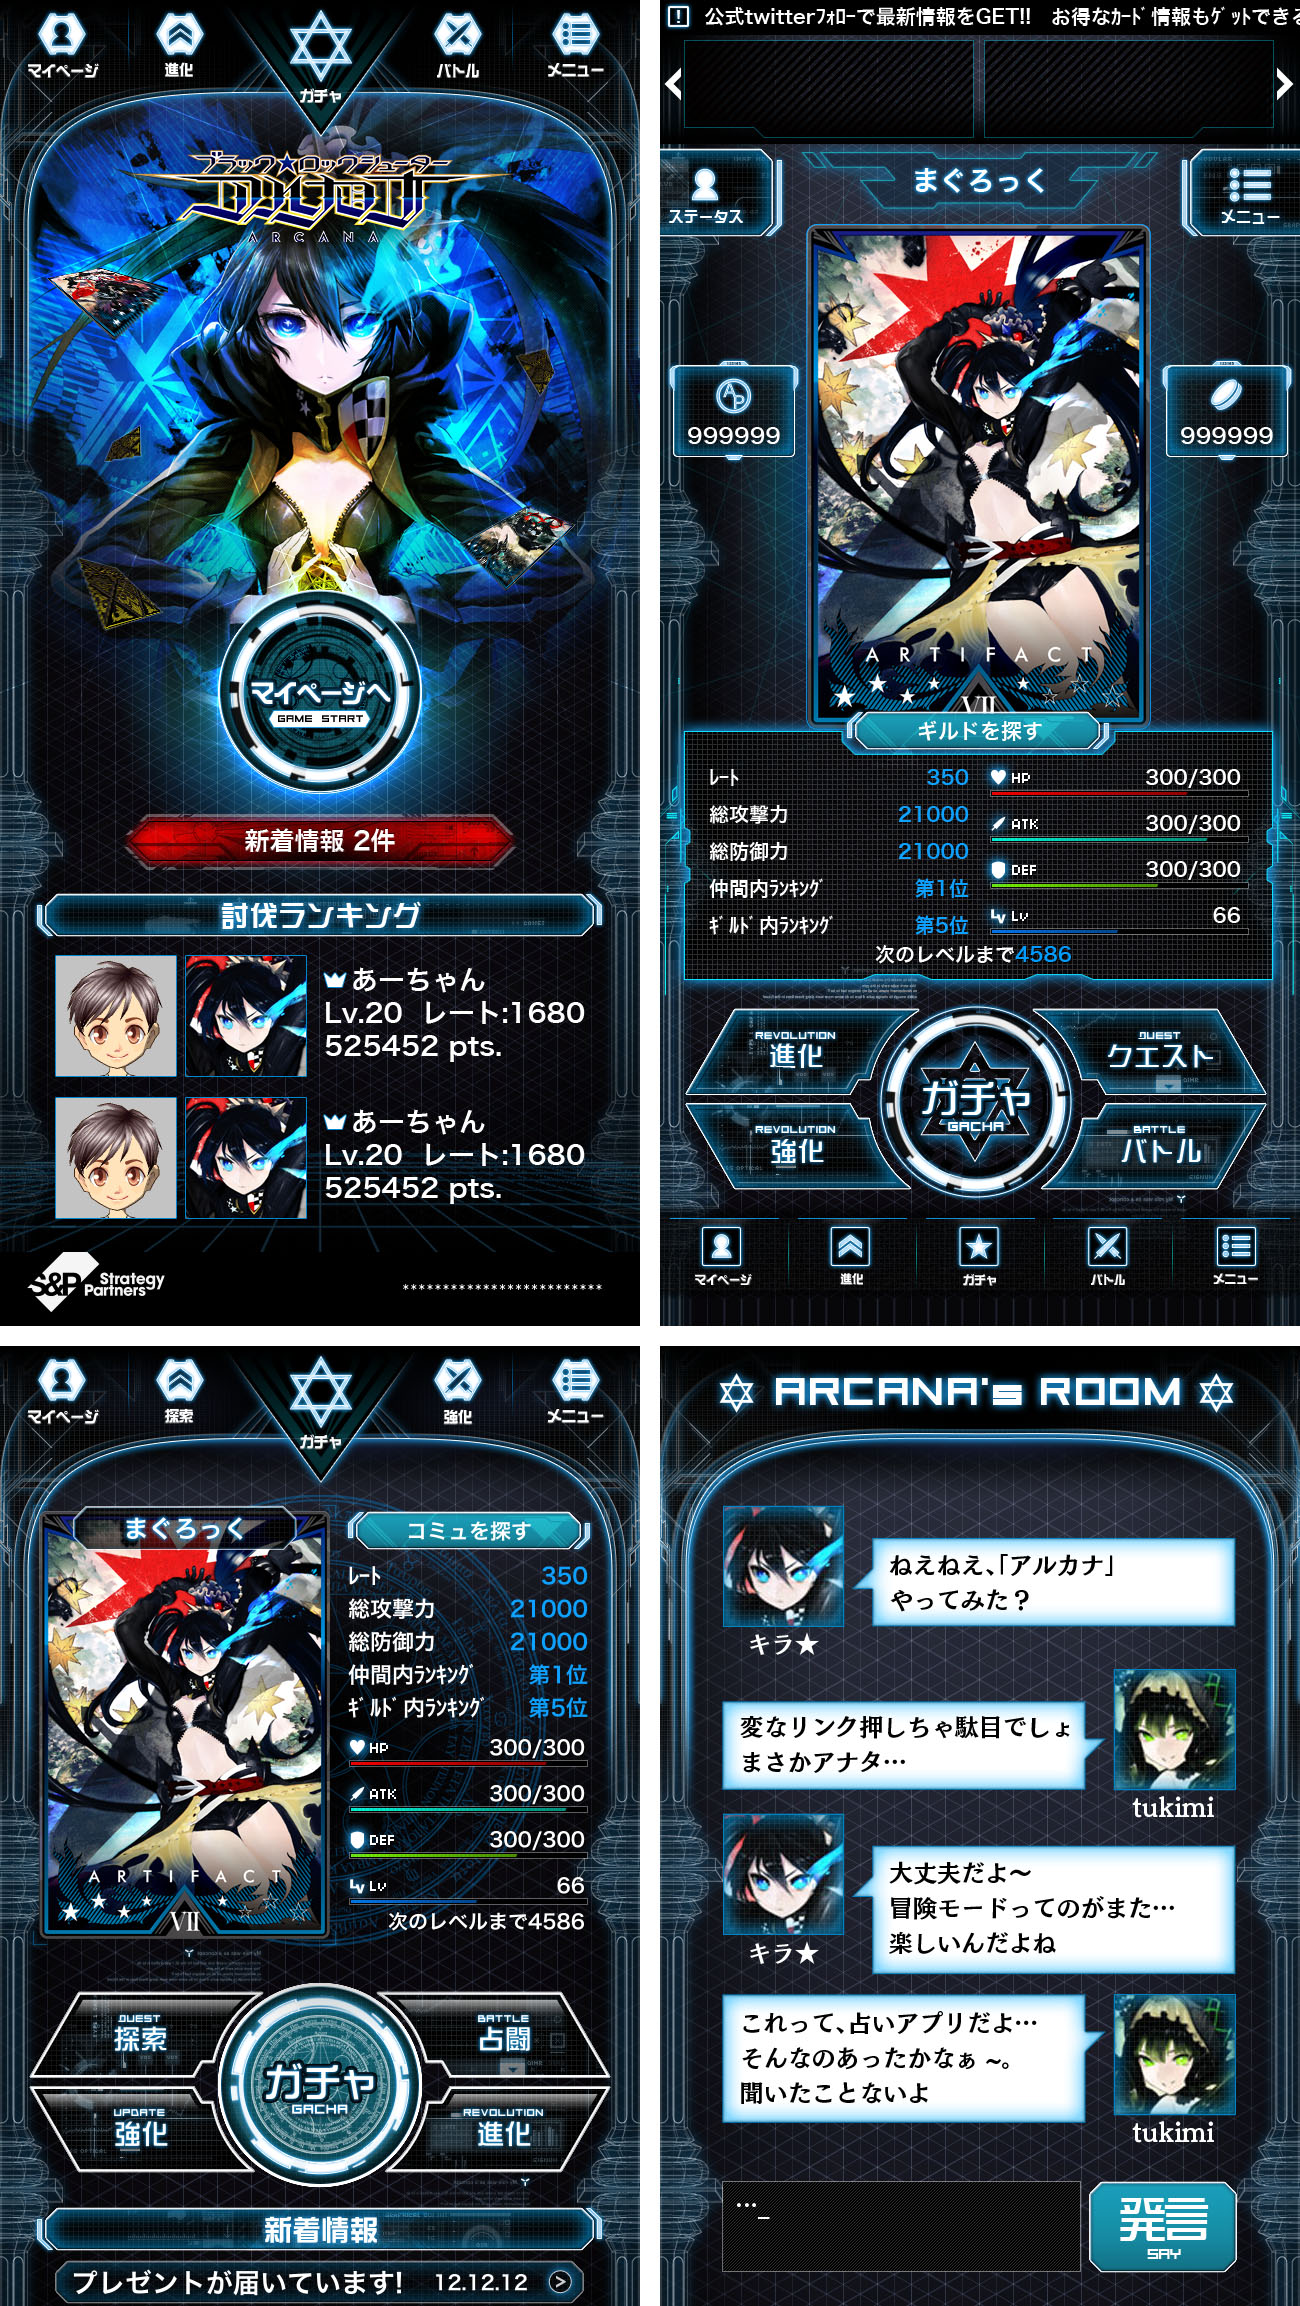 マイページ
進化
ガチャ
バトル
メニュー
ブラック★ロックシューター
アルカナ
ARCANA
マイページへ
GAME START
新着情報 2件
討伐ランキング
あーちゃん
Lv.20 レート:1680
525452 pts.
あーちゃん
Lv.20 レート:1680
525452 pts.
S&P Strategy
Partners
*************************
! 公式twitterﾌｫﾛｰで最新情報をGET!! お得なｶｰﾄﾞ情報もｹﾞｯﾄできる
ステータス
まぐろっく
メニュー
AP
999999
999999
ARTIFACT
VII
ギルドを探す
ﾚｰﾄ 350
総攻撃力 21000
総防御力 21000
仲間内ﾗﾝｷﾝｸﾞ 第1位
ｷﾞﾙﾄﾞ内ﾗﾝｷﾝｸﾞ 第5位
HP 300/300
ATK 300/300
DEF 300/300
Lv 66
次のレベルまで4586
REVOLUTION
進化
QUEST
クエスト
ガチャ
GACHA
REVOLUTION
強化
BATTLE
バトル
マイページ
進化
ガチャ
バトル
メニュー
マイページ
探索
ガチャ
強化
メニュー
まぐろっく
ARTIFACT
VII
コミュを探す
ﾚｰﾄ 350
総攻撃力 21000
総防御力 21000
仲間内ﾗﾝｷﾝｸﾞ 第1位
ｷﾞﾙﾄﾞ内ﾗﾝｷﾝｸﾞ 第5位
HP 300/300
ATK 300/300
DEF 300/300
Lv 66
次のレベルまで4586
QUEST
探索
BATTLE
占闘
ガチャ
GACHA
UPDATE
強化
REVOLUTION
進化
新着情報
プレゼントが届いています! 12.12.12
ARCANA's ROOM
ねえねえ、「アルカナ」
やってみた？
キラ★
変なリンク押しちゃ駄目でしょ
まさかアナタ…
tukimi
大丈夫だよ〜
冒険モードってのがまた…
楽しいんだよね
キラ★
これって、占いアプリだよ…
そんなのあったかなぁ ~。
聞いたことないよ
tukimi
…_
発言
SAY